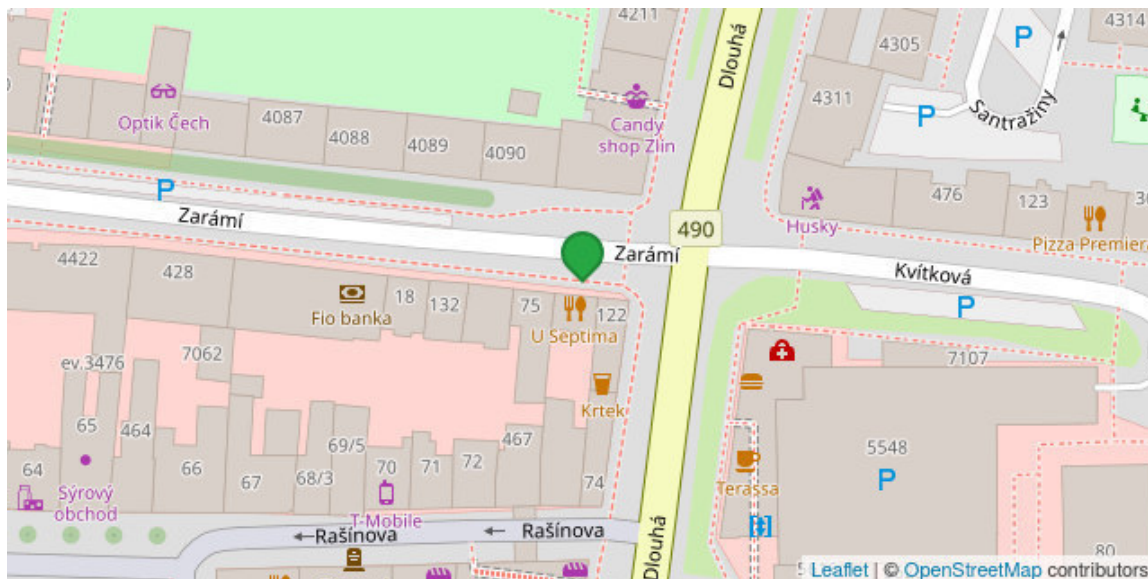 4211
Dlouhá
4305
P
4314
Optik Čech
4087
4088
4089
4090
Candy
shop Zlín
4311
P
Santražiny
P
Zarámí
490
Zarámí
Husky
476
123
Pizza Premier
Kvítková
P
4422
428
Fio banka
18
132
75
U Septima
122
ev.3476
7062
Krtek
7107
65
464
66
67
68/3
69/5
70
71
72
467
74
64
Sýrový
obchod
T-Mobile
Terassa
5548
P
Rašínova
Rašínova
Dlouhá
80
Leaflet | © OpenStreetMap contributors